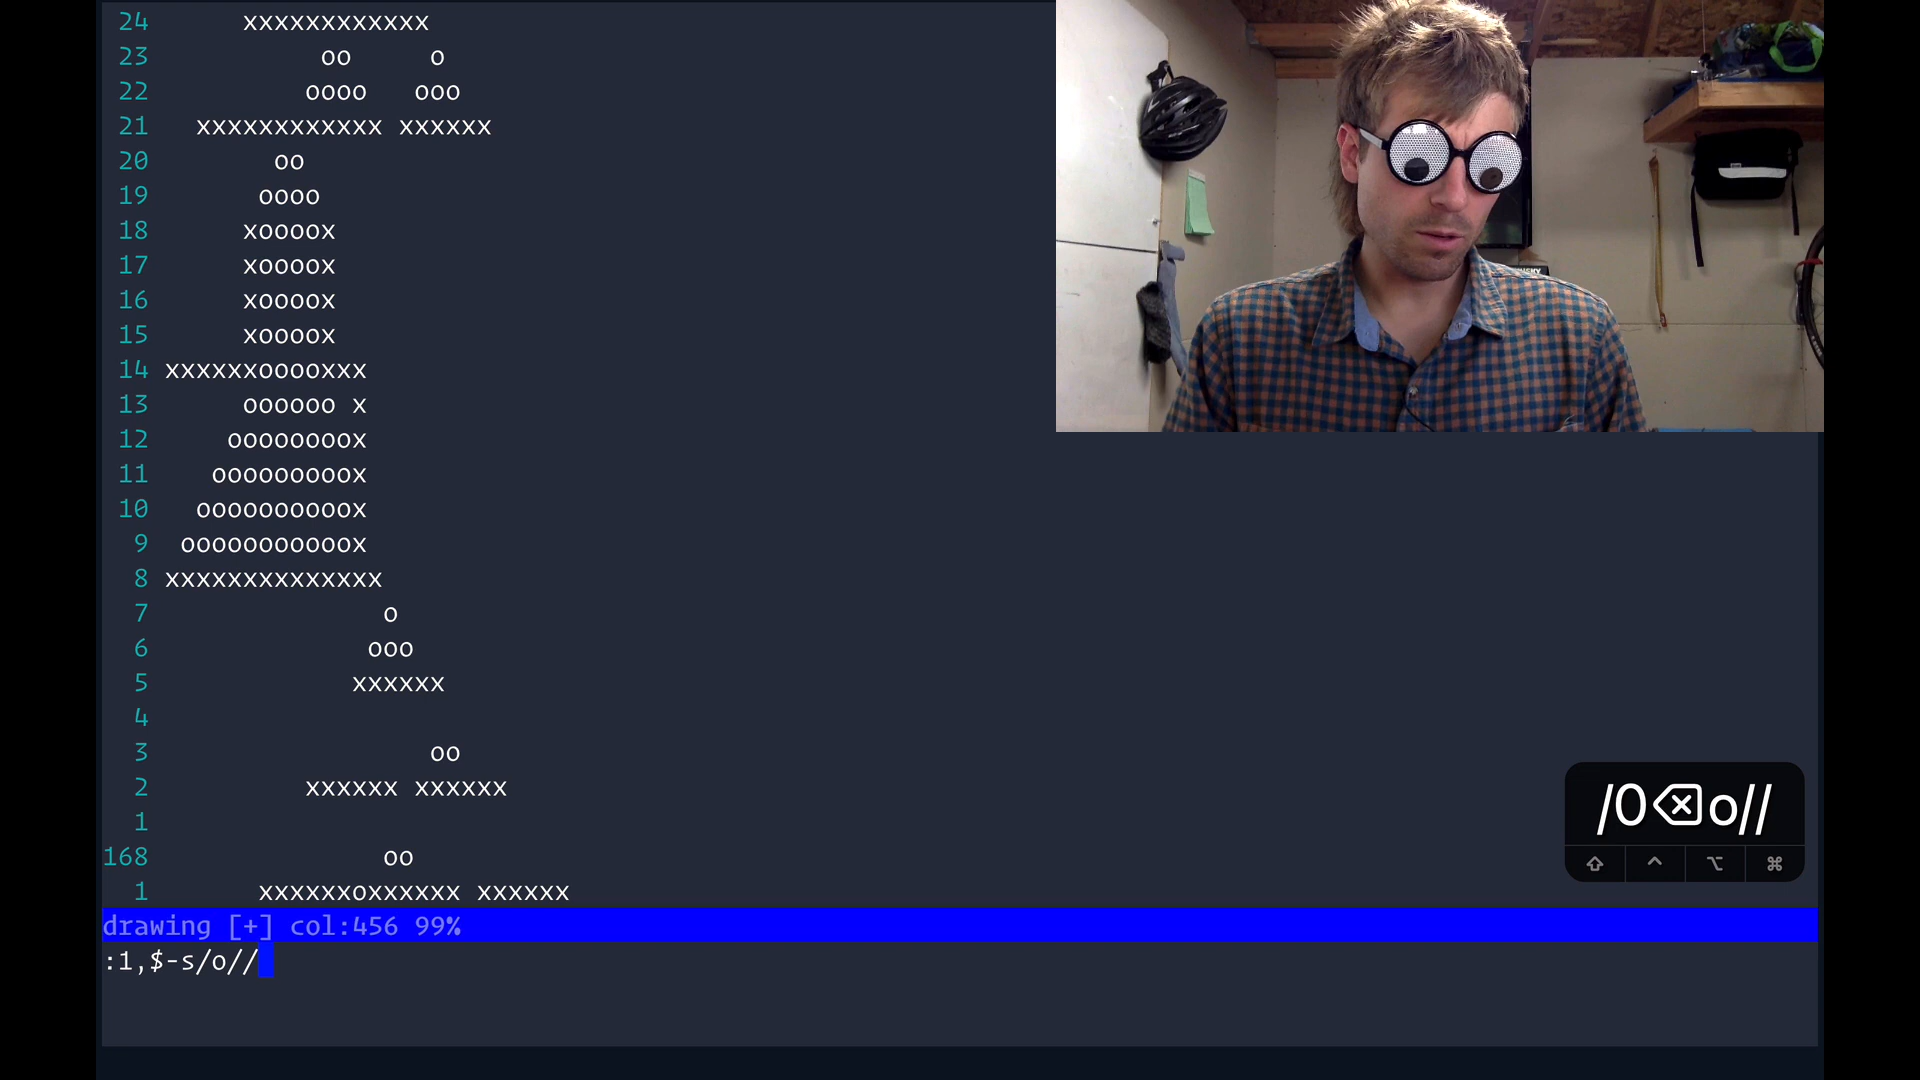 24      xxxxxxxxxxxx
23           oo     o
22          oooo   ooo
21   xxxxxxxxxxxx xxxxxx
20        oo
19       oooo
18      xoooox
17      xoooox
16      xoooox
15      xoooox
14 xxxxxxooooxxx
13      oooooo x
12     oooooooox
11    ooooooooox
10   oooooooooox
9  ooooooooooox
8 xxxxxxxxxxxxxx
7               o
6              ooo
5             xxxxxx
4
3                  oo
2          xxxxxx xxxxxx
1
168               oo
1       xxxxxxoxxxxxx xxxxxx
drawing [+] col:456 99%
:1,$-s/o//
/O⌫o//
⇧ ^ ⌥ ⌘